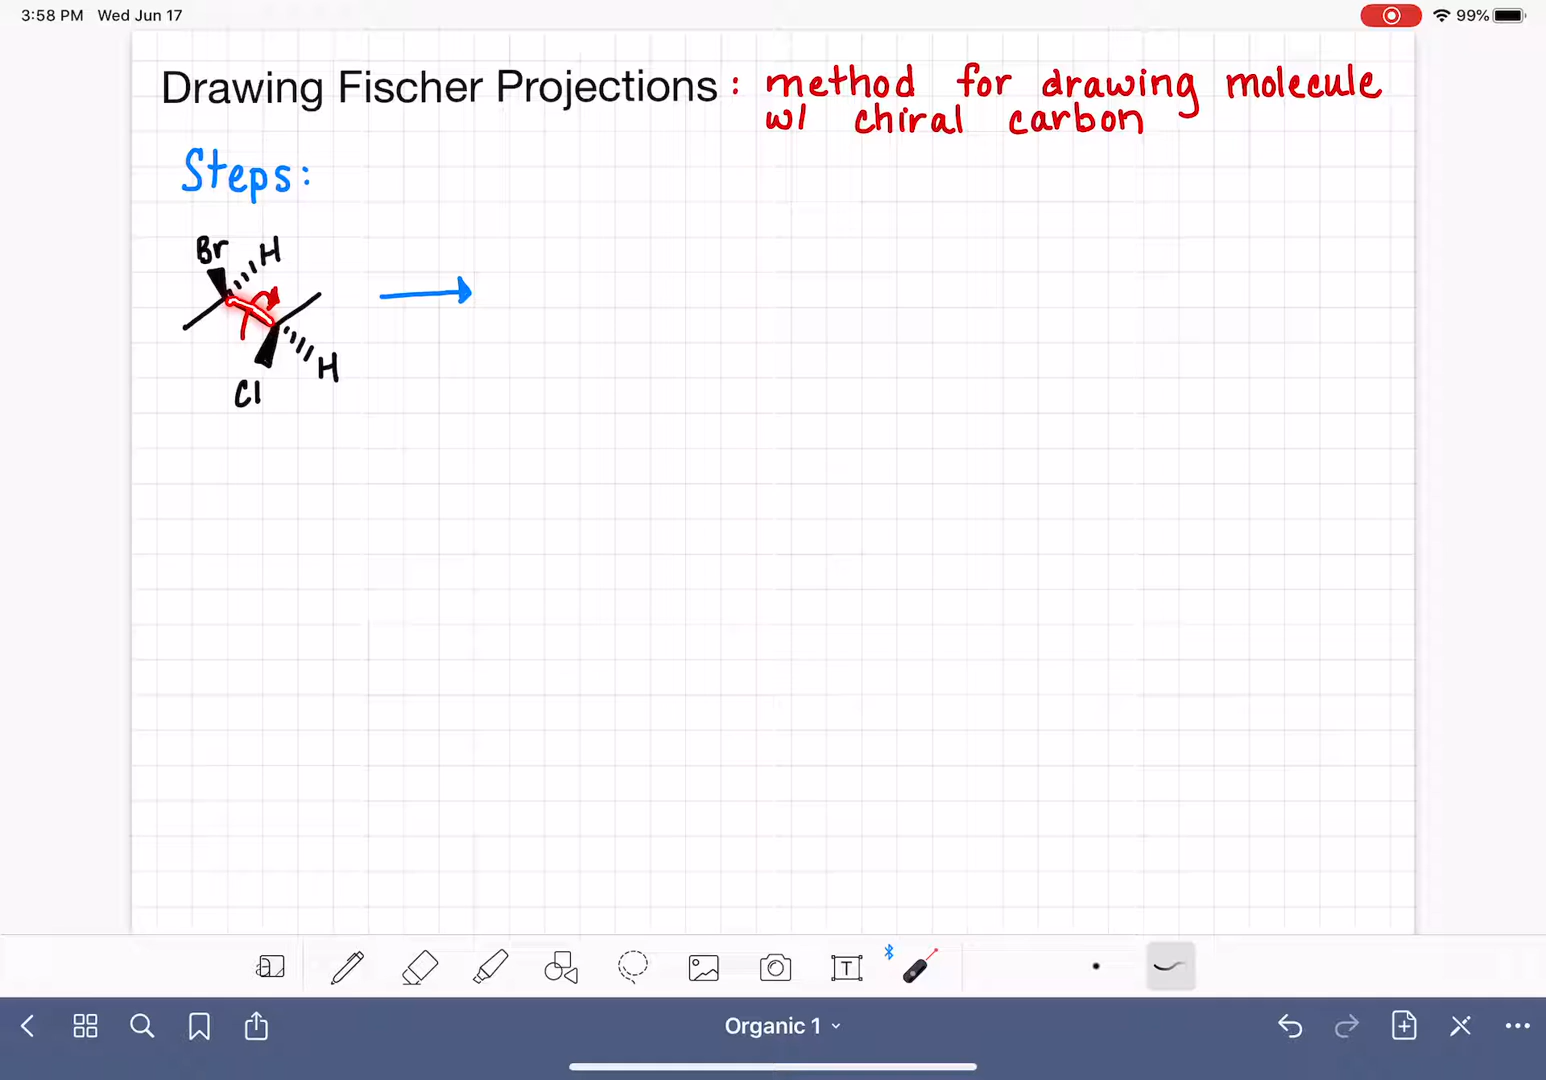 3:58 PM Wed Jun 17
99%
Drawing Fischer Projections : method for drawing molecule
w/ chiral carbon
Steps:
Br H
H
Cl
T
Organic 1